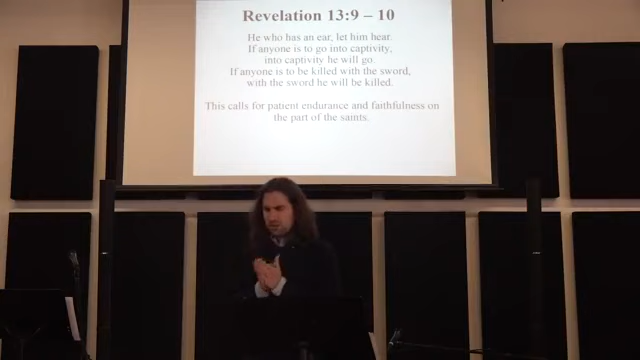 Revelation 13:9 – 10
He who has an ear, let him hear.
If anyone is to go into captivity,
into captivity he will go.
If anyone is to be killed with the sword,
with the sword he will be killed.
This calls for patient endurance and faithfulness on
the part of the saints.